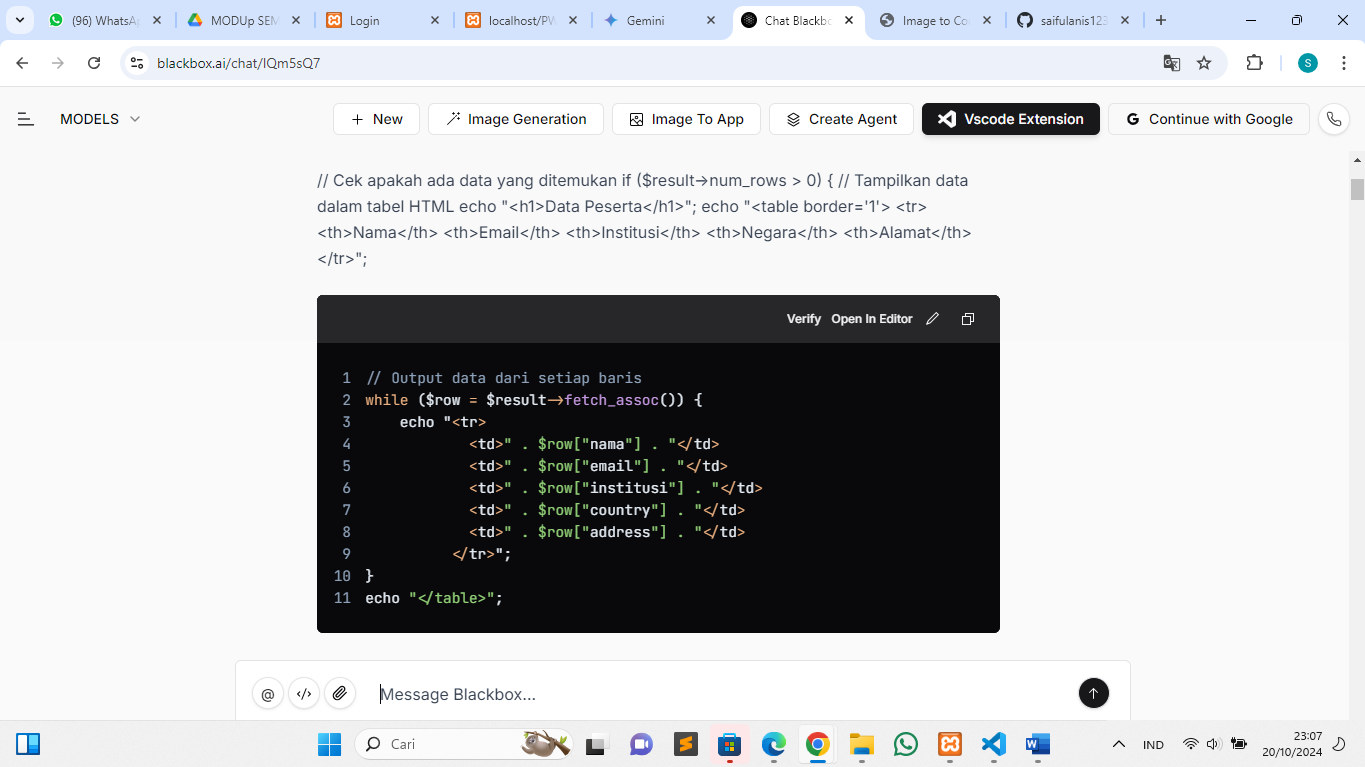 (96) WhatsA
MODUp SEM
Login
localhost/PW
Gemini
Chat Blackbo
Image to Co
saifulanis123
blackbox.ai/chat/IQm5sQ7
S
MODELS
New
Image Generation
Image To App
Create Agent
Vscode Extension
G Continue with Google
// Cek apakah ada data yang ditemukan if ($result->num_rows > 0) { // Tampilkan data
dalam tabel HTML echo "<h1>Data Peserta</h1>"; echo "<table border='1'> <tr>
<th>Nama</th> <th>Email</th> <th>Institusi</th> <th>Negara</th> <th>Alamat</th>
</tr>";
Verify Open In Editor
1 // Output data dari setiap baris
2 while ($row = $result->fetch_assoc()) {
3 echo "<tr>
4 <td>" . $row["nama"] . "</td>
5 <td>" . $row["email"] . "</td>
6 <td>" . $row["institusi"] . "</td>
7 <td>" . $row["country"] . "</td>
8 <td>" . $row["address"] . "</td>
9 </tr>";
10 }
11 echo "</table>";
@ </> Message Blackbox...
Cari
IND
23:07
20/10/2024